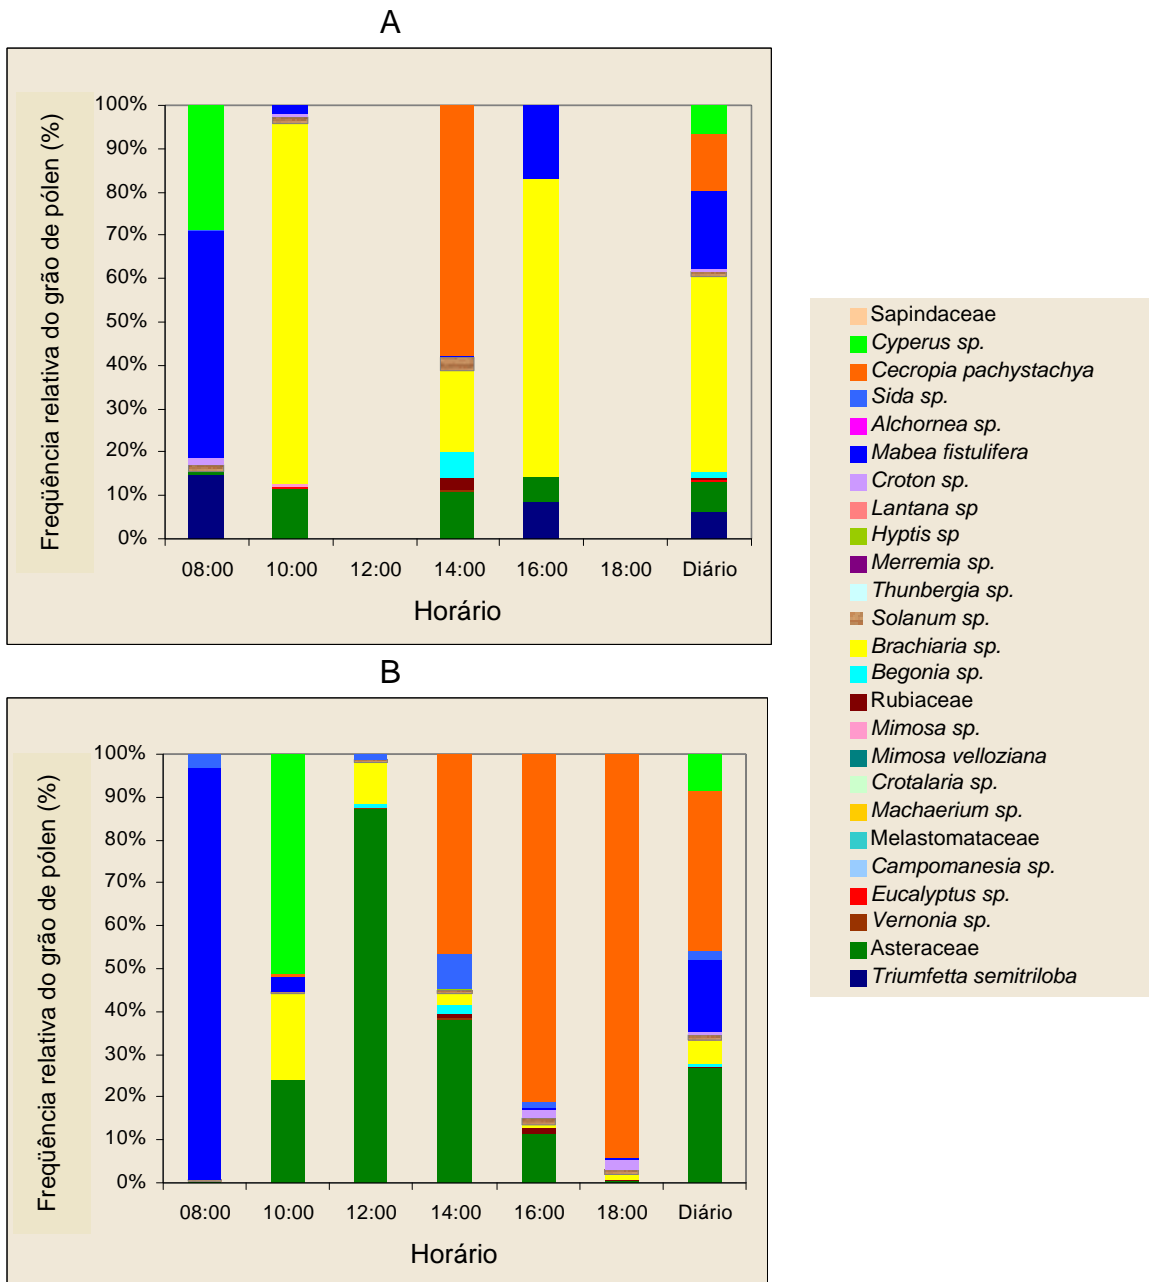 A
Freqüência relativa do grão de pólen (%)
100%
90%
80%
70%
60%
50%
40%
30%
20%
10%
0%
08:00 10:00 12:00 14:00 16:00 18:00 Diário
Horário
B
Freqüência relativa do grão de pólen (%)
100%
90%
80%
70%
60%
50%
40%
30%
20%
10%
0%
08:00 10:00 12:00 14:00 16:00 18:00 Diário
Horário
Sapindaceae
Cyperus sp.
Cecropia pachystachya
Sida sp.
Alchornea sp.
Mabea fistulifera
Croton sp.
Lantana sp
Hyptis sp
Merremia sp.
Thunbergia sp.
Solanum sp.
Brachiaria sp.
Begonia sp.
Rubiaceae
Mimosa sp.
Mimosa velloziana
Crotalaria sp.
Machaerium sp.
Melastomataceae
Campomanesia sp.
Eucalyptus sp.
Vernonia sp.
Asteraceae
Triumfetta semitriloba